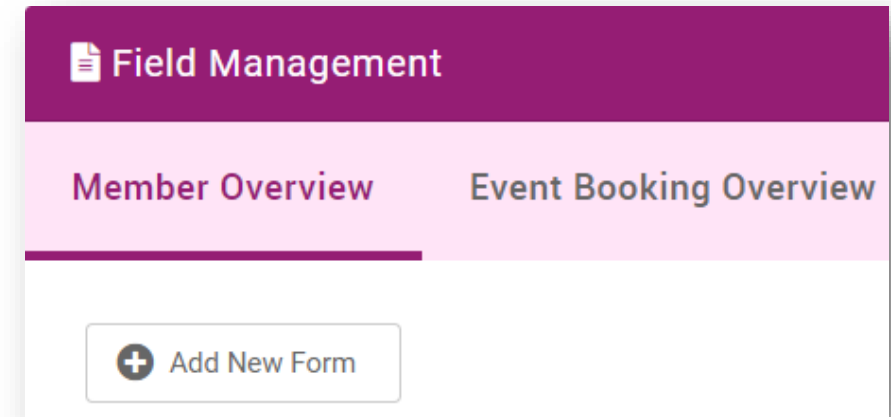 Field Management
Member Overview Event Booking Overview
Add New Form